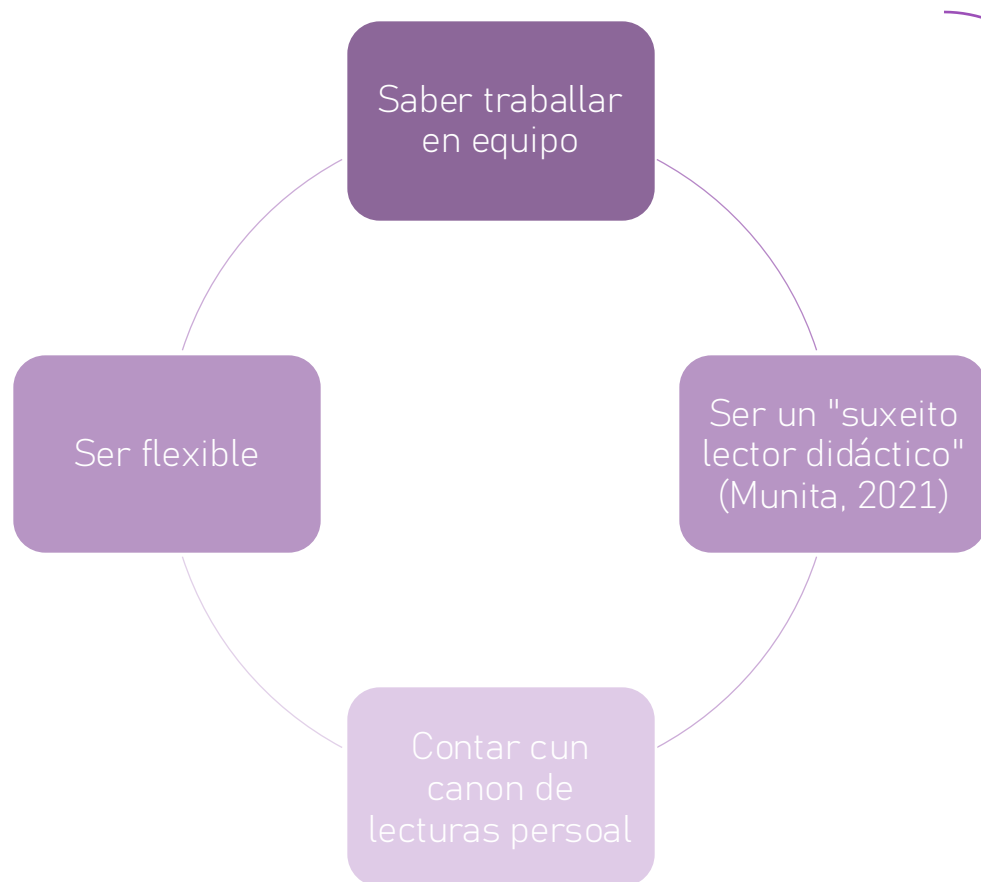 Saber traballar
en equipo
Ser un "suxeito
lector didáctico"
(Munita, 2021)
Contar cun
canon de
lecturas persoal
Ser flexible